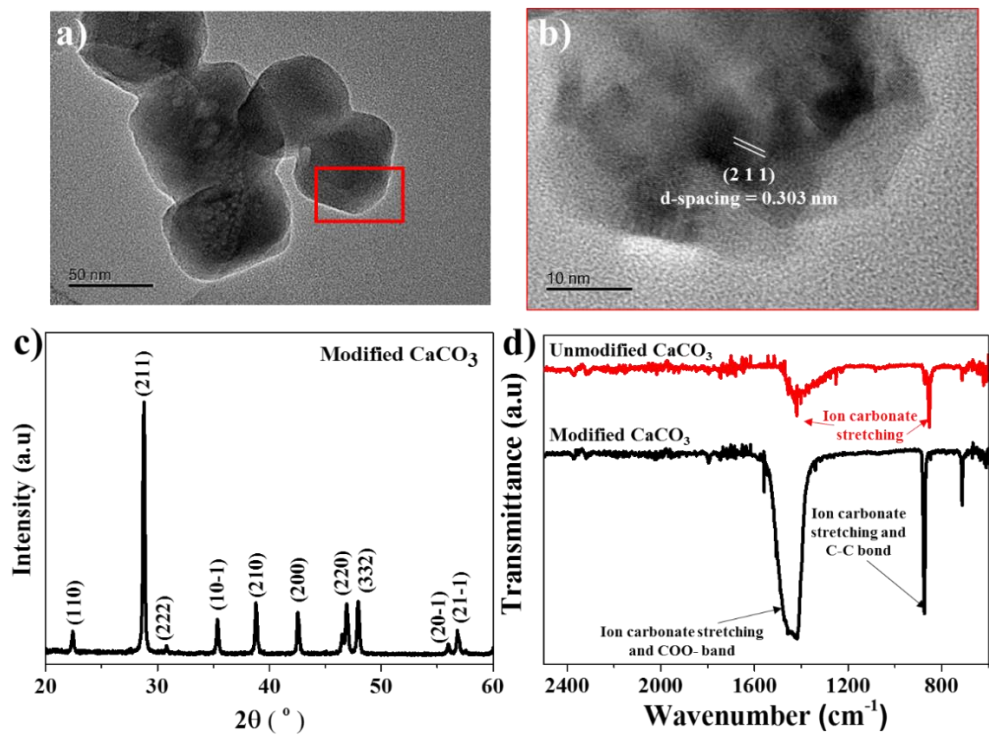 a)
50 nm
b)
(2 1 1)
d-spacing = 0.303 nm
10 nm
c)
Modified CaCO3
Intensity (a.u)
(110)
(211)
(222)
(10-1)
(210)
(200)
(220)
(332)
(20-1)
(21-1)
20
30
40
50
60
2θ ( ° )
d)
Unmodified CaCO3
Ion carbonate
stretching
Modified CaCO3
Transmittance (a.u)
Ion carbonate
stretching and
C-C bond
Ion carbonate stretching
and COO- band
2400
2000
1600
1200
800
Wavenumber (cm-1)